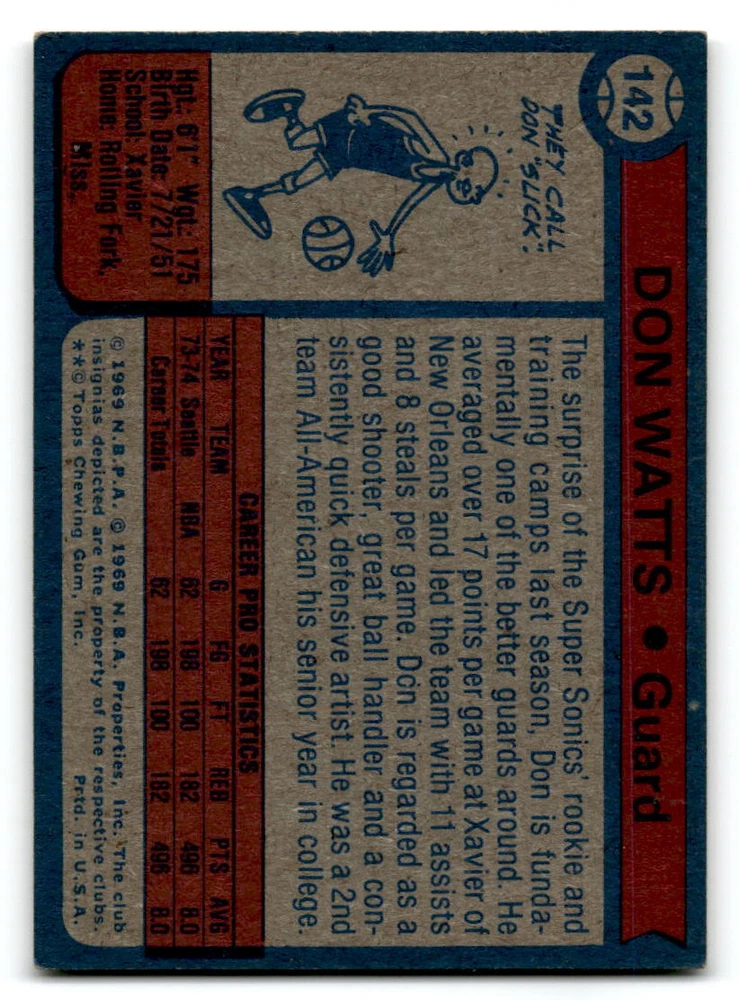 142
DON WATTS • Guard
THEY CALL
DON "SLICK".
Hgt: 6'1" Wgt: 175
Birth Date: 7/21/51
School: Xavier
Home: Rolling Fork,
Miss.
The surprise of the Super Sonics' rookie and
training camps last season, Don is funda-
mentally one of the better guards around. He
averaged over 17 points per game at Xavier of
New Orleans and led the team with 11 assists
and 8 steals per game. Don is regarded as a
good shooter, great ball handler and a con-
sistently quick defensive artist. He was a 2nd
team All-American his senior year in college.
CAREER PRO STATISTICS
YEAR TEAM G FG FT REB PTS AVG
73-74 Seattle NBA 62 198 100 182 496 8.0
Career Totals 62 198 100 182 496 8.0
© 1969 N.B.P.A. © 1969 N.B.A. Properties, Inc. The club
insignias depicted are the property of the respective clubs.
**© Topps Chewing Gum, Inc. Prtd. in U.S.A.